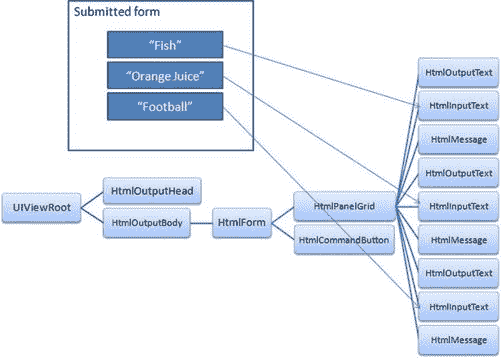 Submitted form
"Fish"
"Orange Juice"
"Football"
UIViewRoot
HtmlOutputHead
HtmlOutputBody
HtmlForm
HtmlPanelGrid
HtmlCommandButton
HtmlOutputText
HtmlInputText
HtmlMessage
HtmlOutputText
HtmlInputText
HtmlMessage
HtmlOutputText
HtmlInputText
HtmlMessage